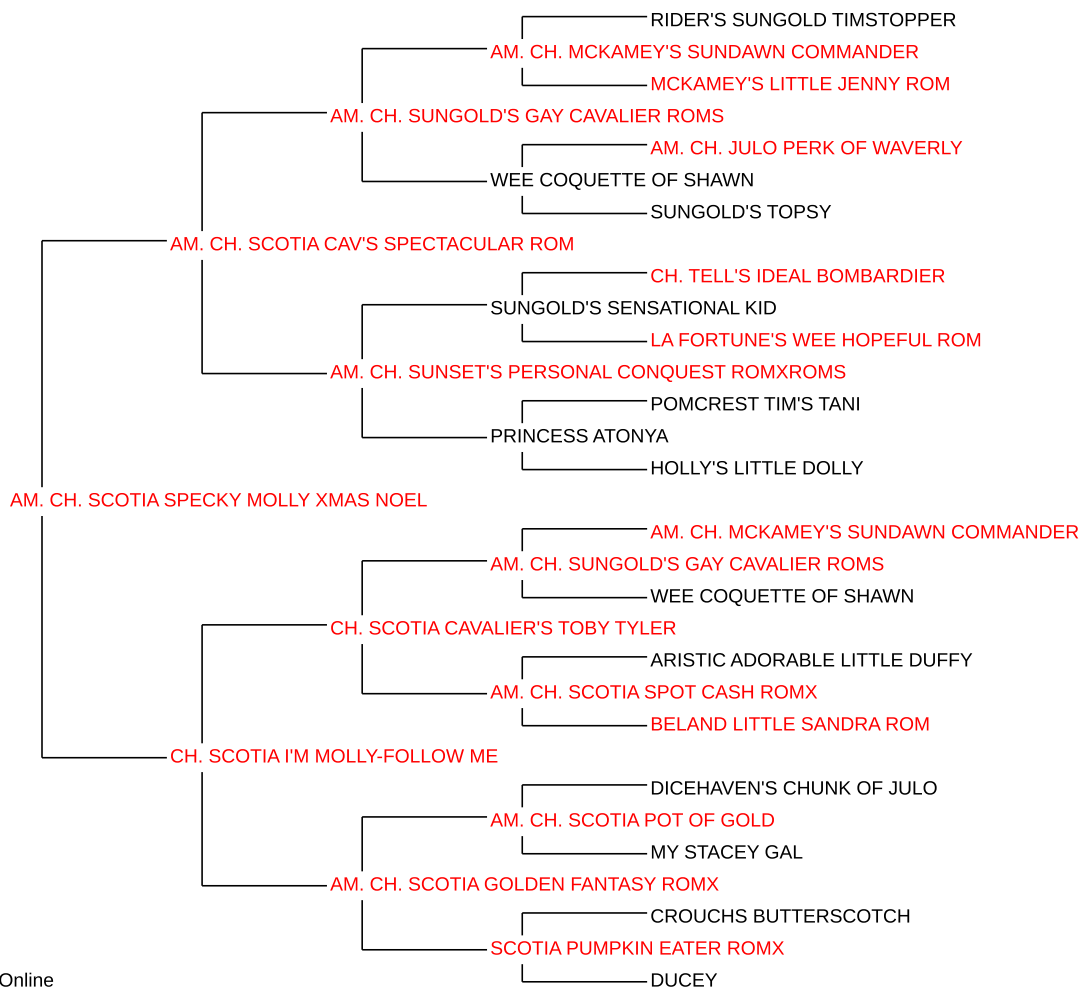 RIDER'S SUNGOLD TIMSTOPPER
AM. CH. MCKAMEY'S SUNDAWN COMMANDER
MCKAMEY'S LITTLE JENNY ROM
AM. CH. SUNGOLD'S GAY CAVALIER ROMS
AM. CH. JULO PERK OF WAVERLY
WEE COQUETTE OF SHAWN
SUNGOLD'S TOPSY
AM. CH. SCOTIA CAV'S SPECTACULAR ROM
CH. TELL'S IDEAL BOMBARDIER
SUNGOLD'S SENSATIONAL KID
LA FORTUNE'S WEE HOPEFUL ROM
AM. CH. SUNSET'S PERSONAL CONQUEST ROMXROMS
POMCREST TIM'S TANI
PRINCESS ATONYA
HOLLY'S LITTLE DOLLY
AM. CH. SCOTIA SPECKY MOLLY XMAS NOEL
AM. CH. MCKAMEY'S SUNDAWN COMMANDER
AM. CH. SUNGOLD'S GAY CAVALIER ROMS
WEE COQUETTE OF SHAWN
CH. SCOTIA CAVALIER'S TOBY TYLER
ARISTIC ADORABLE LITTLE DUFFY
AM. CH. SCOTIA SPOT CASH ROMX
BELAND LITTLE SANDRA ROM
CH. SCOTIA I'M MOLLY-FOLLOW ME
DICEHAVEN'S CHUNK OF JULO
AM. CH. SCOTIA POT OF GOLD
MY STACEY GAL
AM. CH. SCOTIA GOLDEN FANTASY ROMX
CROUCHS BUTTERSCOTCH
SCOTIA PUMPKIN EATER ROMX
DUCEY
Online